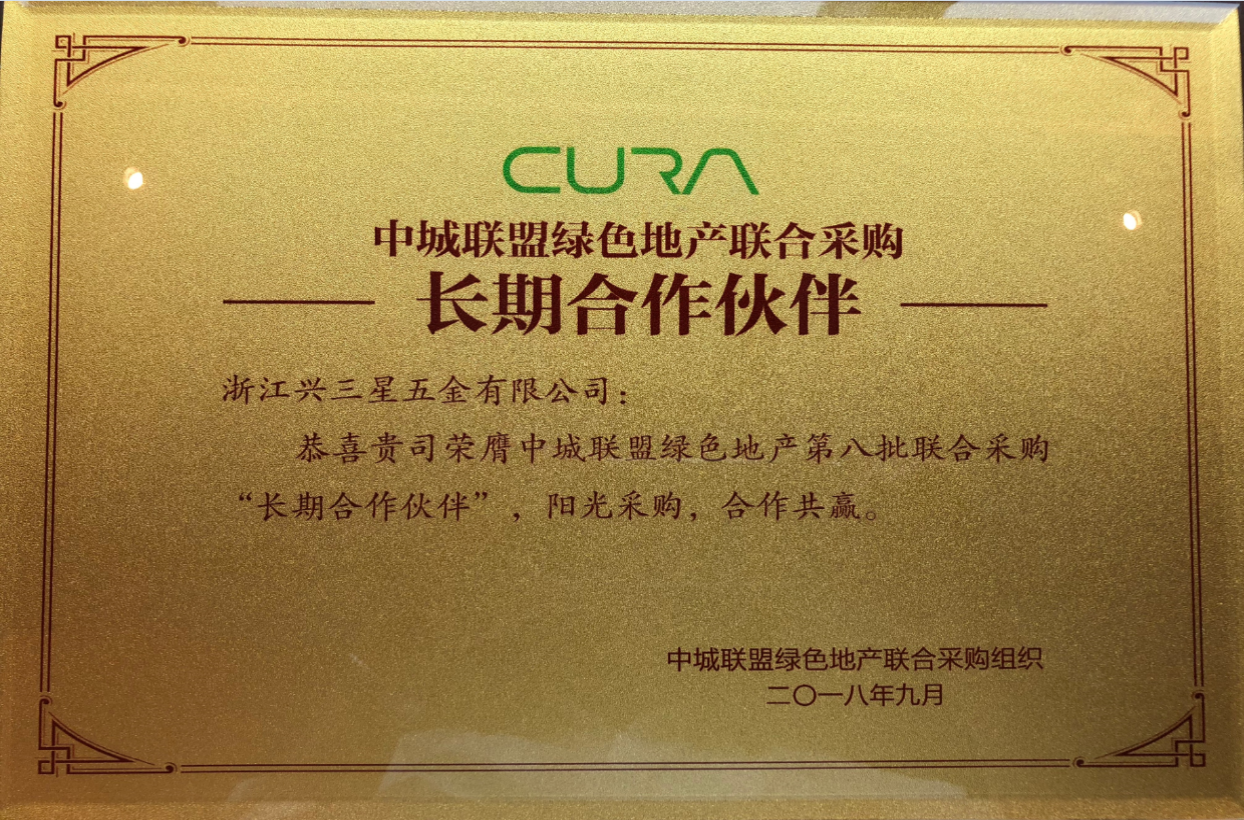 CURA
中城联盟绿色地产联合采购
长期合作伙伴
浙江兴三星五金有限公司：
恭喜贵司荣膺中城联盟绿色地产第八批联合采购
“长期合作伙伴”，阳光采购，合作共赢。
中城联盟绿色地产联合采购组织
二〇一八年九月